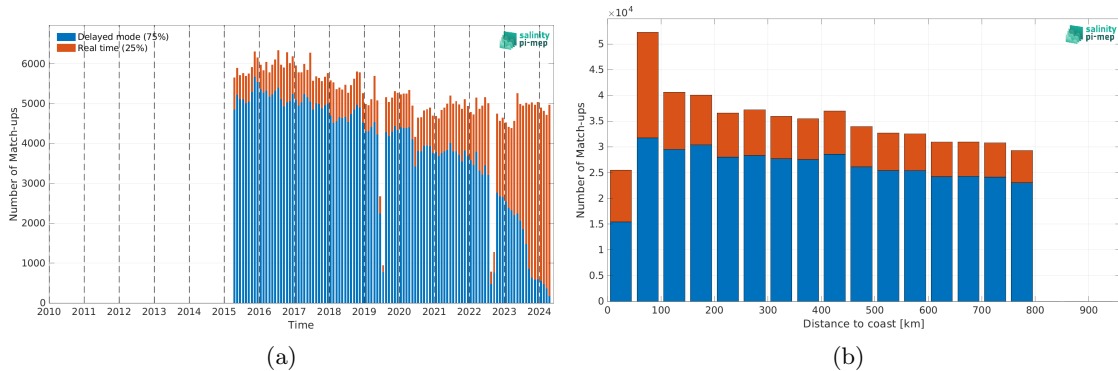 Delayed mode (75%)
Real time (25%)
salinity
pi-mep
Number of Match-ups
6000
5000
4000
3000
2000
1000
0
2010 2011 2012 2013 2014 2015 2016 2017 2018 2019 2020 2021 2022 2023 2024
Time
(a)
×10⁴
salinity
pi-mep
Number of Match-ups
5
4.5
4
3.5
3
2.5
2
1.5
1
0.5
0
0 100 200 300 400 500 600 700 800 900
Distance to coast [km]
(b)